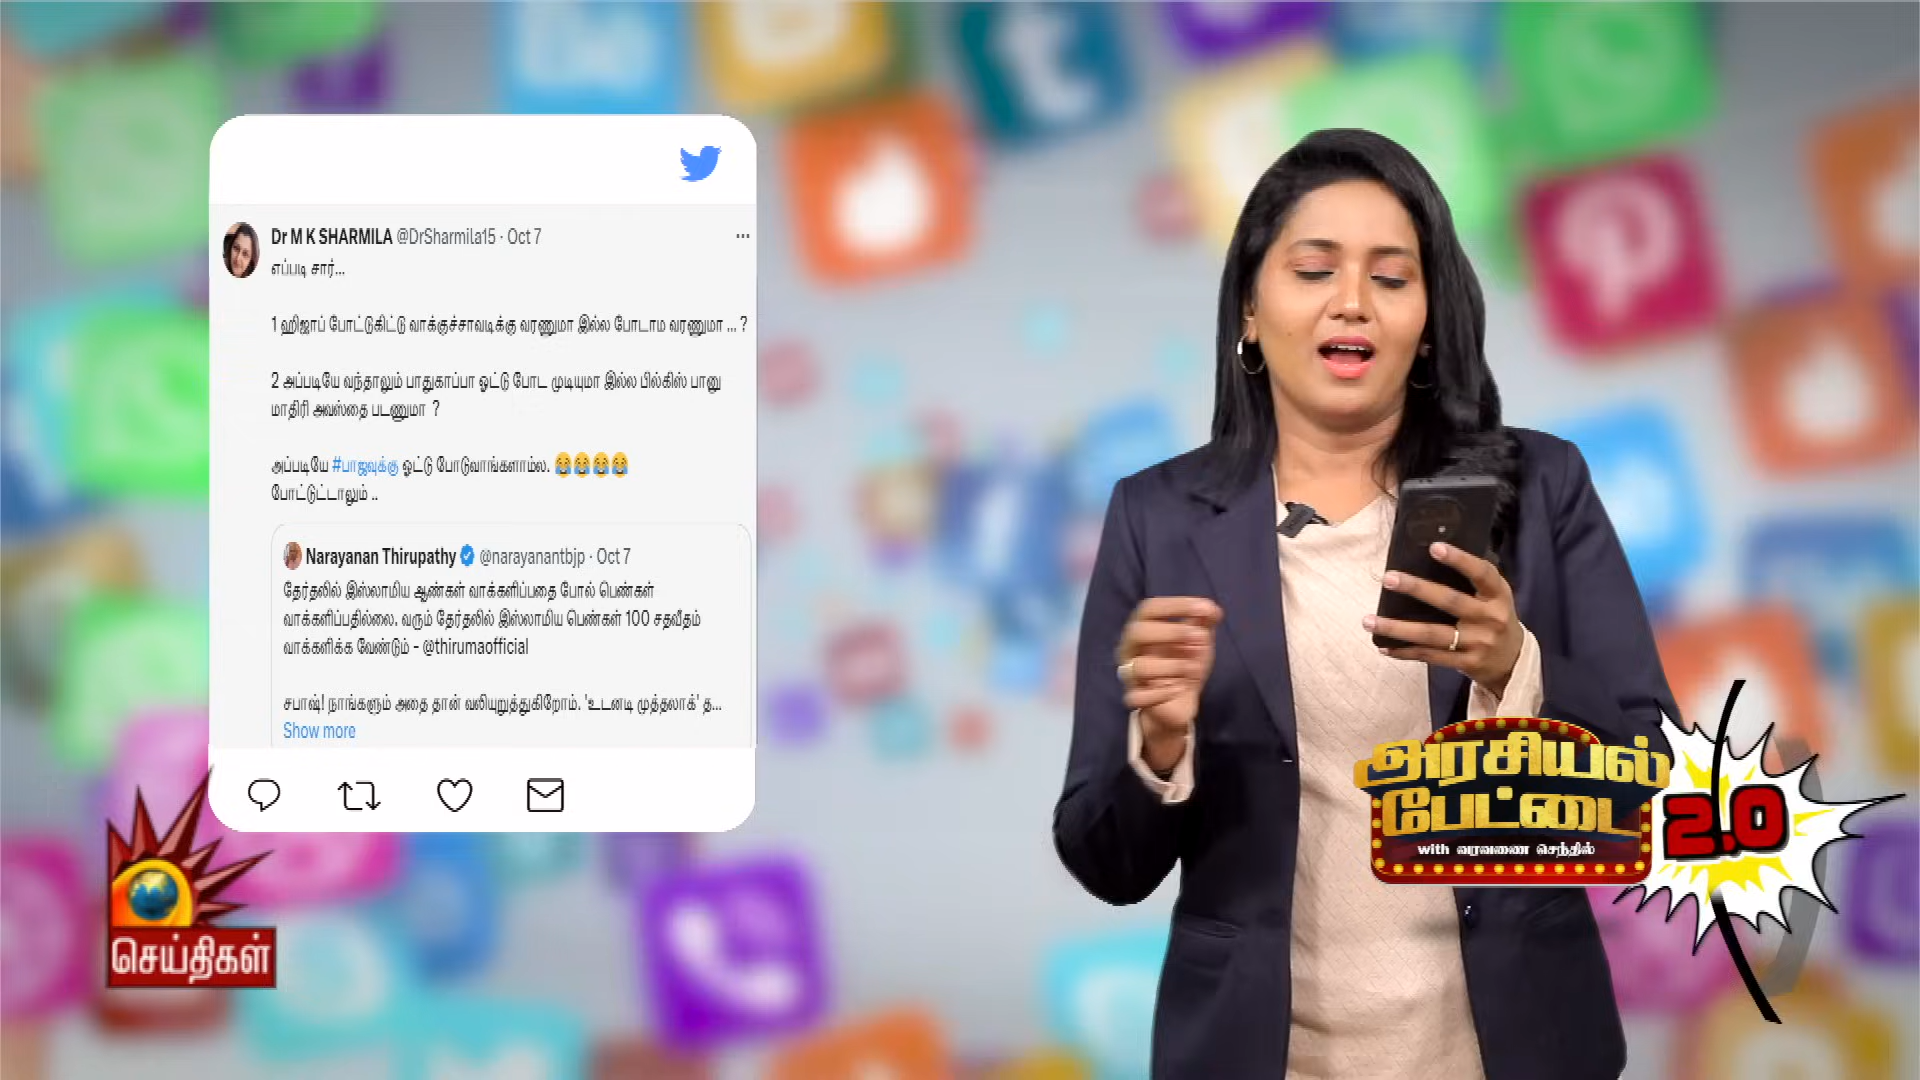 Dr M K SHARMILA @DrSharmila15 · Oct 7
எப்படி சார்...
1 ஹிஜாப் போட்டுகிட்டு வாக்குச்சாவடிக்கு வரணுமா இல்ல போடாம வரணுமா ... ?
2 அப்படியே வந்தாலும் பாதுகாப்பா ஓட்டு போட முடியுமா இல்ல பில்கிஸ் பானு
மாதிரி அவஸ்தை படணுமா ?
அப்படியே #பாஜவுக்கு ஓட்டு போடுவாங்களாம்ல. 😂😂😂😂
போட்டுட்டாலும் ..
Narayanan Thirupathy @narayanantbjp · Oct 7
தேர்தலில் இஸ்லாமிய ஆண்கள் வாக்களிப்பதை போல் பெண்கள்
வாக்களிப்பதில்லை. வரும் தேர்தலில் இஸ்லாமிய பெண்கள் 100 சதவீதம்
வாக்களிக்க வேண்டும் - @thirumaofficial
சபாஷ்! நாங்களும் அதை தான் வலியுறுத்துகிறோம். 'உடனடி முத்தலாக்' த...
Show more
அரசியல்
பேட்டை
2.0
with வரவணை செந்தில்
செய்திகள்